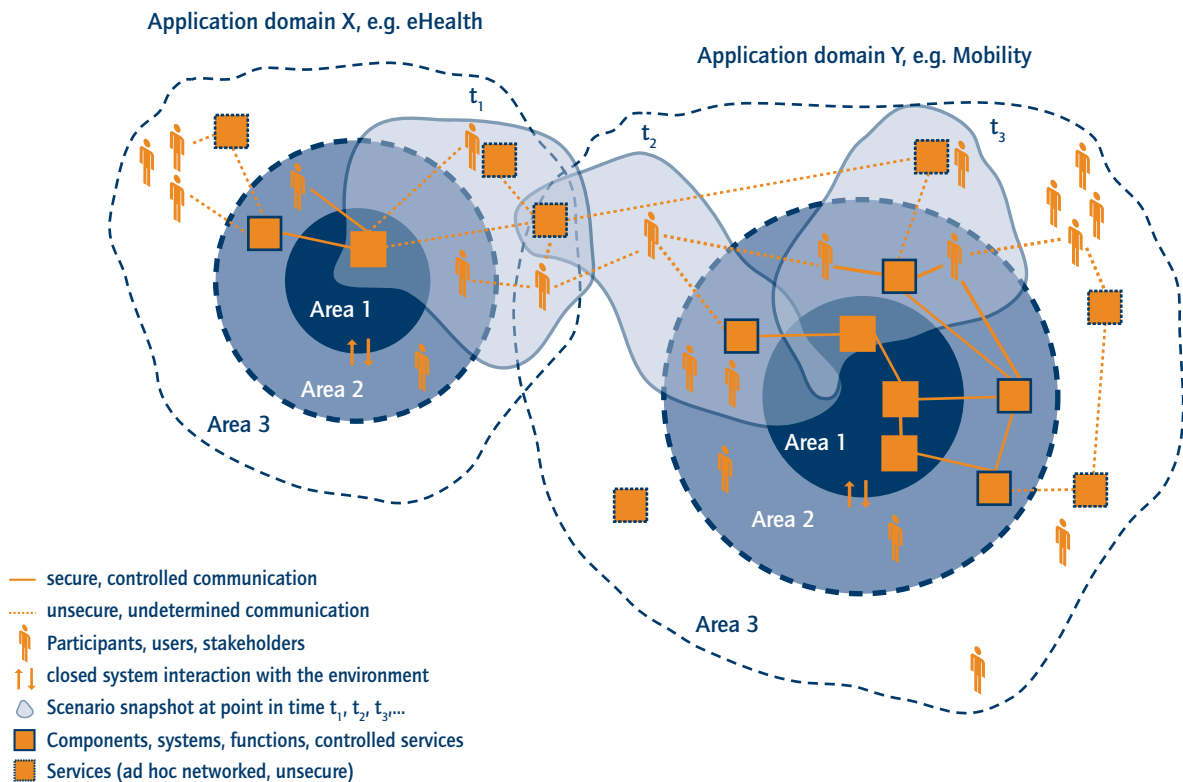 Application domain X, e.g. eHealth
Application domain Y, e.g. Mobility
t₁
t₂
t₃
Area 1
Area 2
Area 3
Area 1
Area 2
Area 3
secure, controlled communication
unsecure, undetermined communication
Participants, users, stakeholders
closed system interaction with the environment
Scenario snapshot at point in time t₁, t₂, t₃,...
Components, systems, functions, controlled services
Services (ad hoc networked, unsecure)